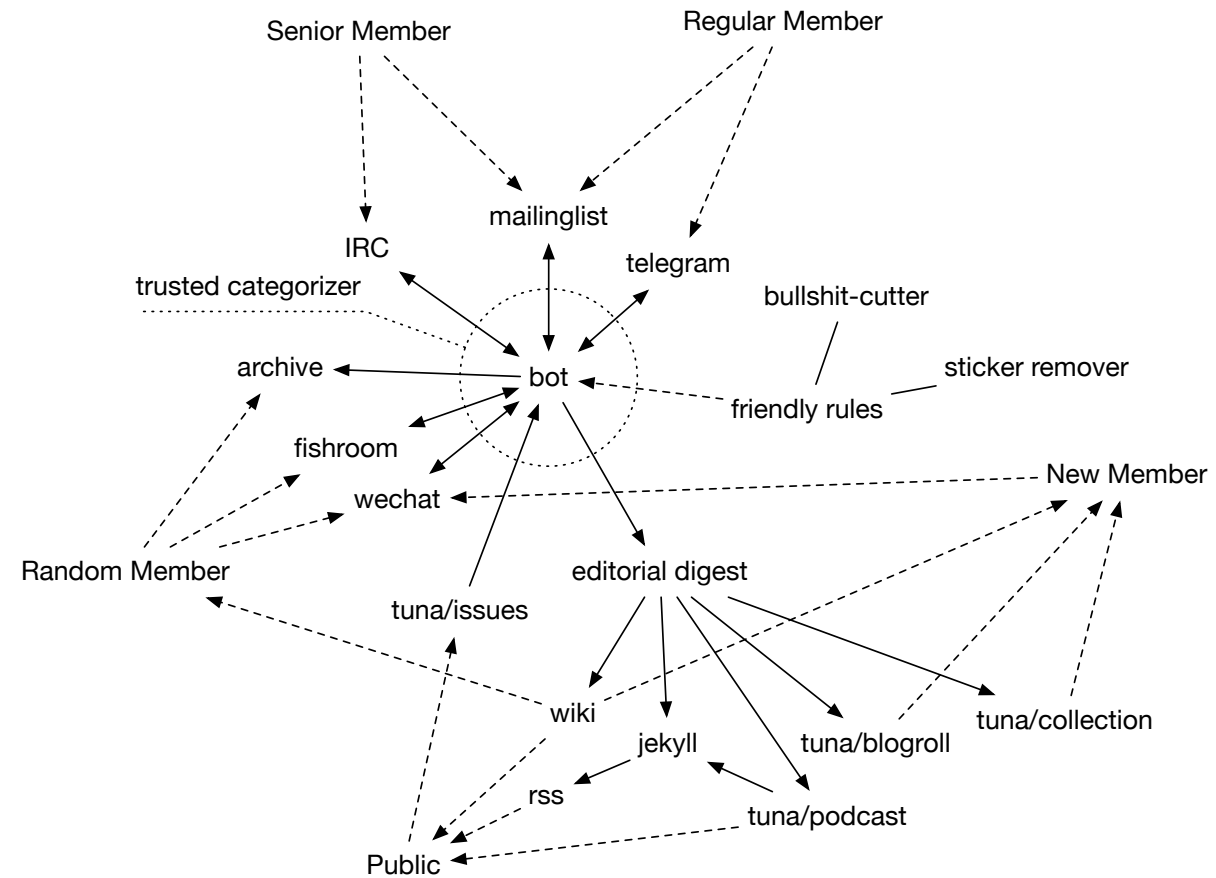 Senior Member
Regular Member
mailinglist
IRC
telegram
trusted categorizer
bullshit-cutter
archive
bot
sticker remover
friendly rules
fishroom
wechat
New Member
Random Member
editorial digest
tuna/issues
wiki
tuna/collection
jekyll
tuna/blogroll
rss
tuna/podcast
Public